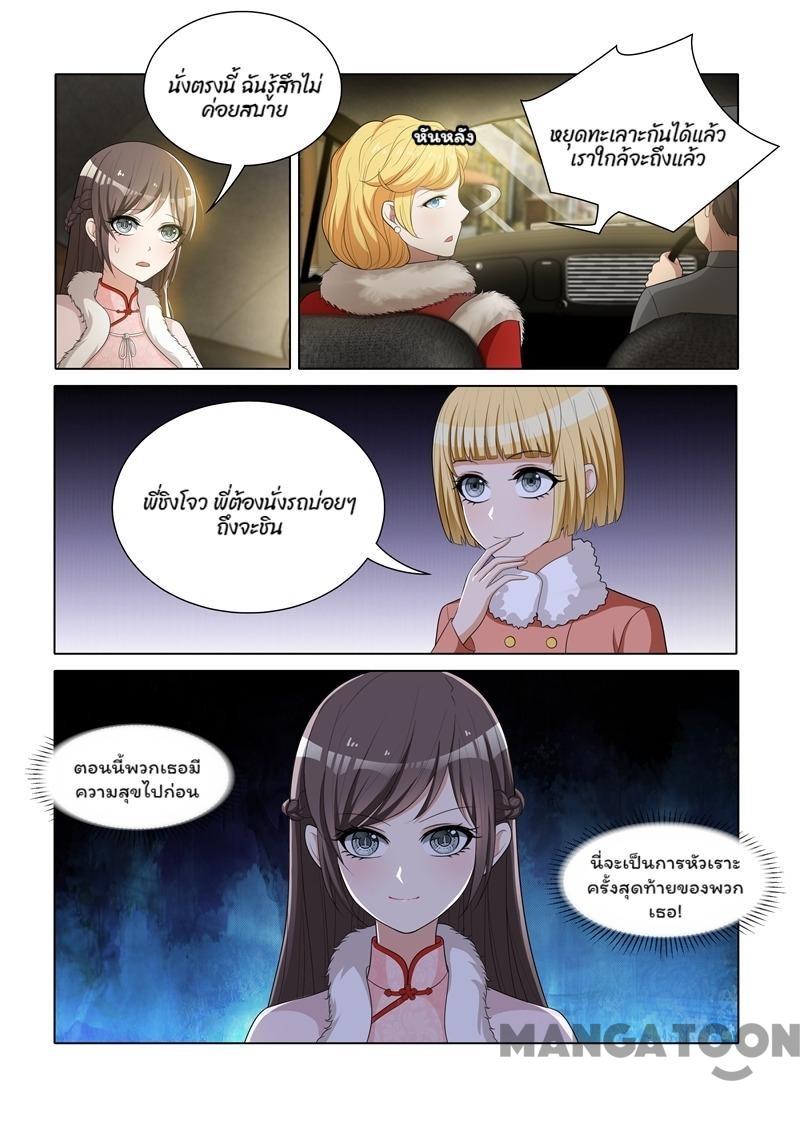 นั่งตรงนี้ ฉันรู้สึกไม่
ค่อยสบาย
หันหลัง
หยุดทะเลาะกันได้แล้ว
เราใกล้จะถึงแล้ว
พี่ชิงโจว พี่ต้องนั่งรถบ่อยๆ
ถึงจะชิน
ตอนนี้พวกเธอมี
ความสุขไปก่อน
นี่จะเป็นการหัวเราะ
ครั้งสุดท้ายของพวก
เธอ!
MANGATOON